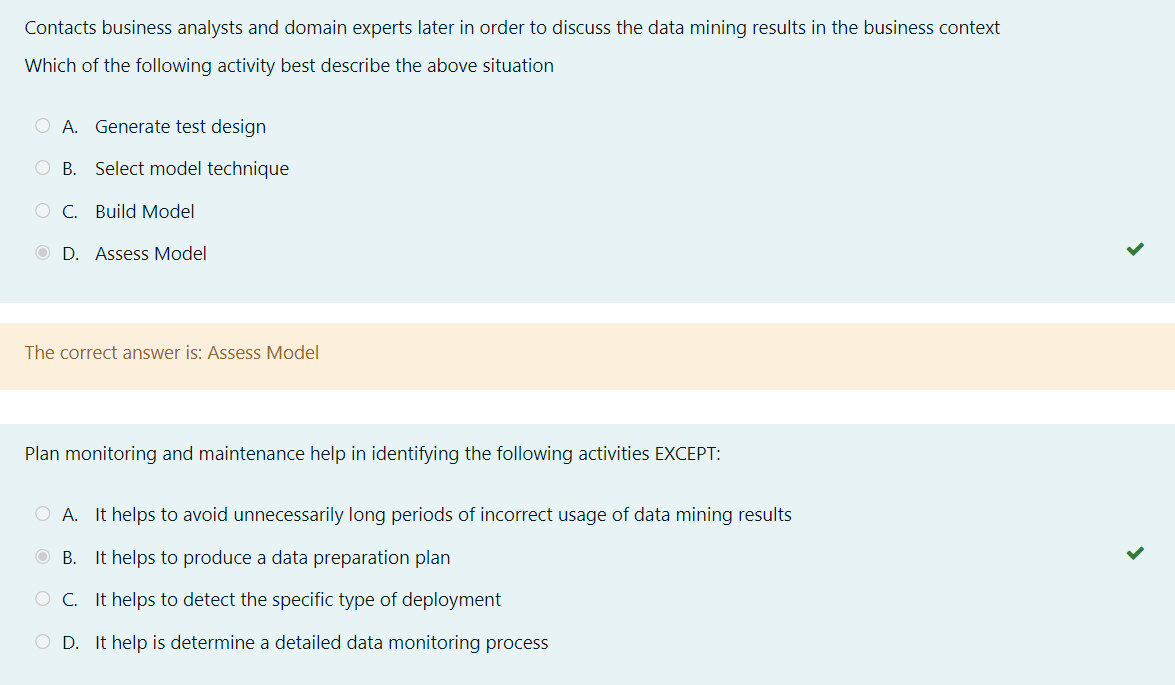 Contacts business analysts and domain experts later in order to discuss the data mining results in the business context
Which of the following activity best describe the above situation
A. Generate test design
B. Select model technique
C. Build Model
D. Assess Model
The correct answer is: Assess Model
Plan monitoring and maintenance help in identifying the following activities EXCEPT:
A. It helps to avoid unnecessarily long periods of incorrect usage of data mining results
B. It helps to produce a data preparation plan
C. It helps to detect the specific type of deployment
D. It help is determine a detailed data monitoring process